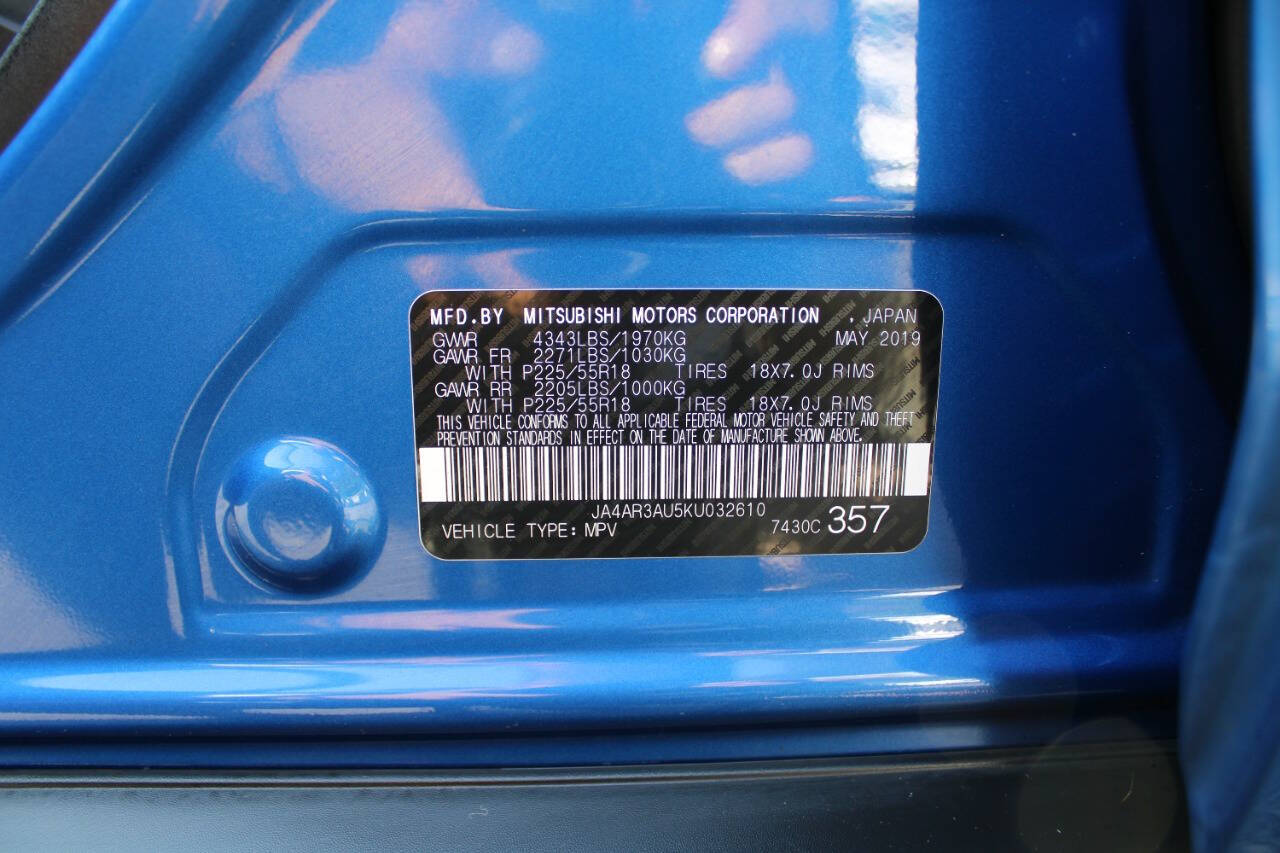 MFD.BY MITSUBISHI MOTORS CORPORATION , JAPAN
GVWR 4343LBS/1970KG MAY 2019
GAWR FR 2271LBS/1030KG
WITH P225/55R18 TIRES 18X7.0J RIMS
GAWR RR 2205LBS/1000KG
WITH P225/55R18 TIRES 18X7.0J RIMS
THIS VEHICLE CONFORMS TO ALL APPLICABLE FEDERAL MOTOR VEHICLE SAFETY AND THEFT
PREVENTION STANDARDS IN EFFECT ON THE DATE OF MANUFACTURE SHOWN ABOVE.
JA4AR3AU5KU032610
VEHICLE TYPE: MPV 7430C 357